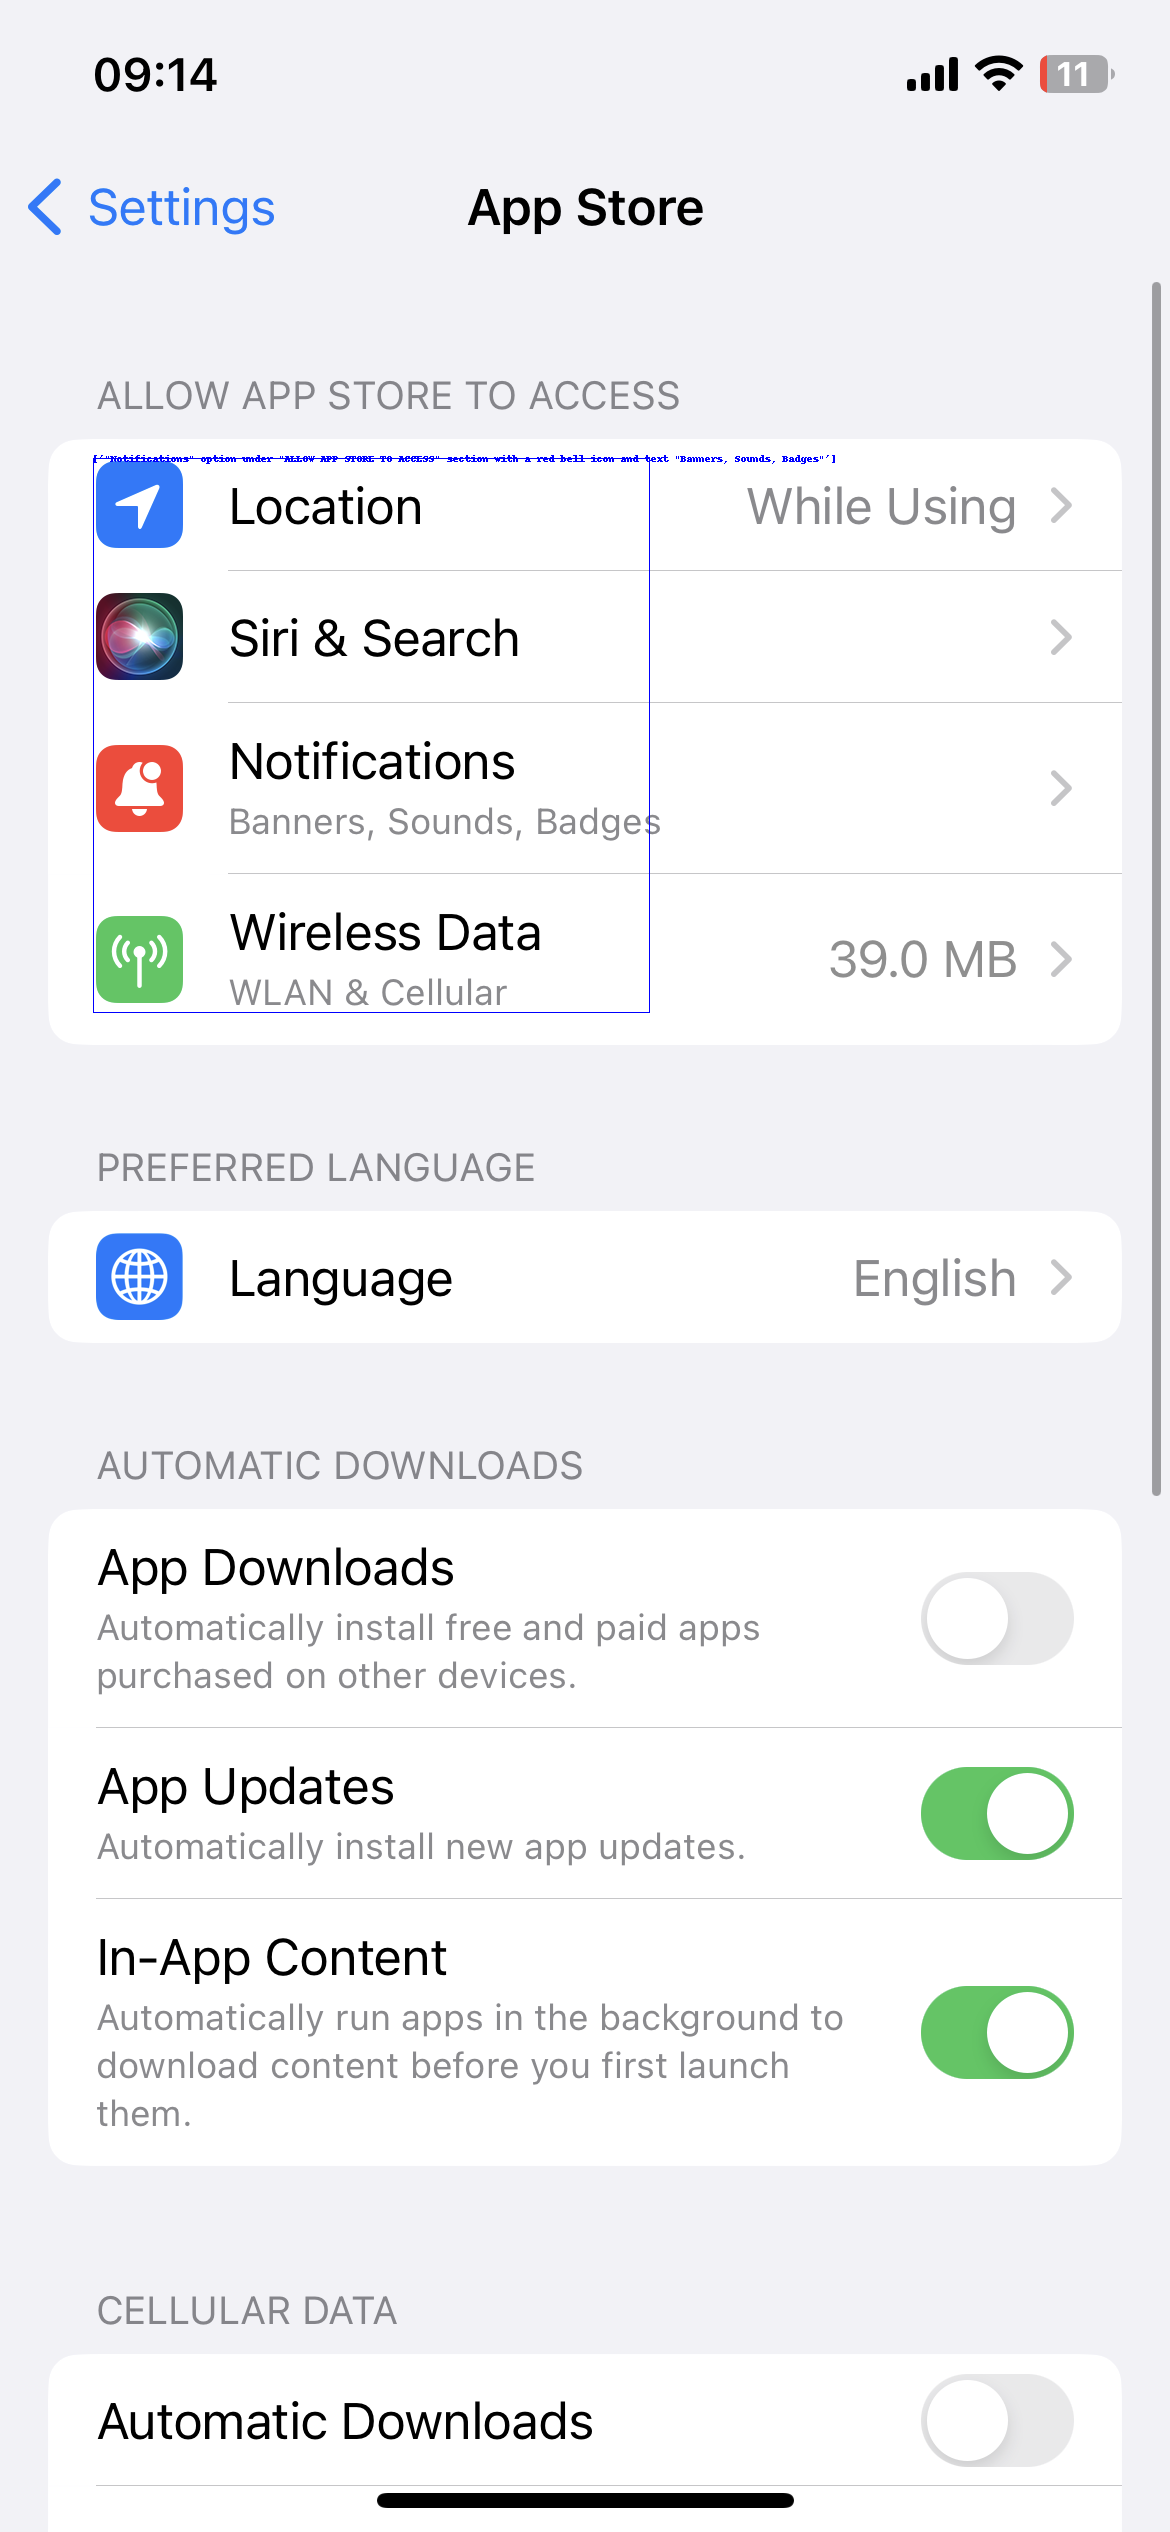 09:14
11
Settings
App Store
ALLOW APP STORE TO ACCESS
['"Notifications" option under "ALLOW APP STORE TO ACCESS" section with a red bell icon and text "Banners, Sounds, Badges"']
Location While Using
Siri & Search
Notifications
Banners, Sounds, Badges
Wireless Data
WLAN & Cellular
39.0 MB
PREFERRED LANGUAGE
Language English
AUTOMATIC DOWNLOADS
App Downloads
Automatically install free and paid apps
purchased on other devices.
App Updates
Automatically install new app updates.
In-App Content
Automatically run apps in the background to
download content before you first launch
them.
CELLULAR DATA
Automatic Downloads